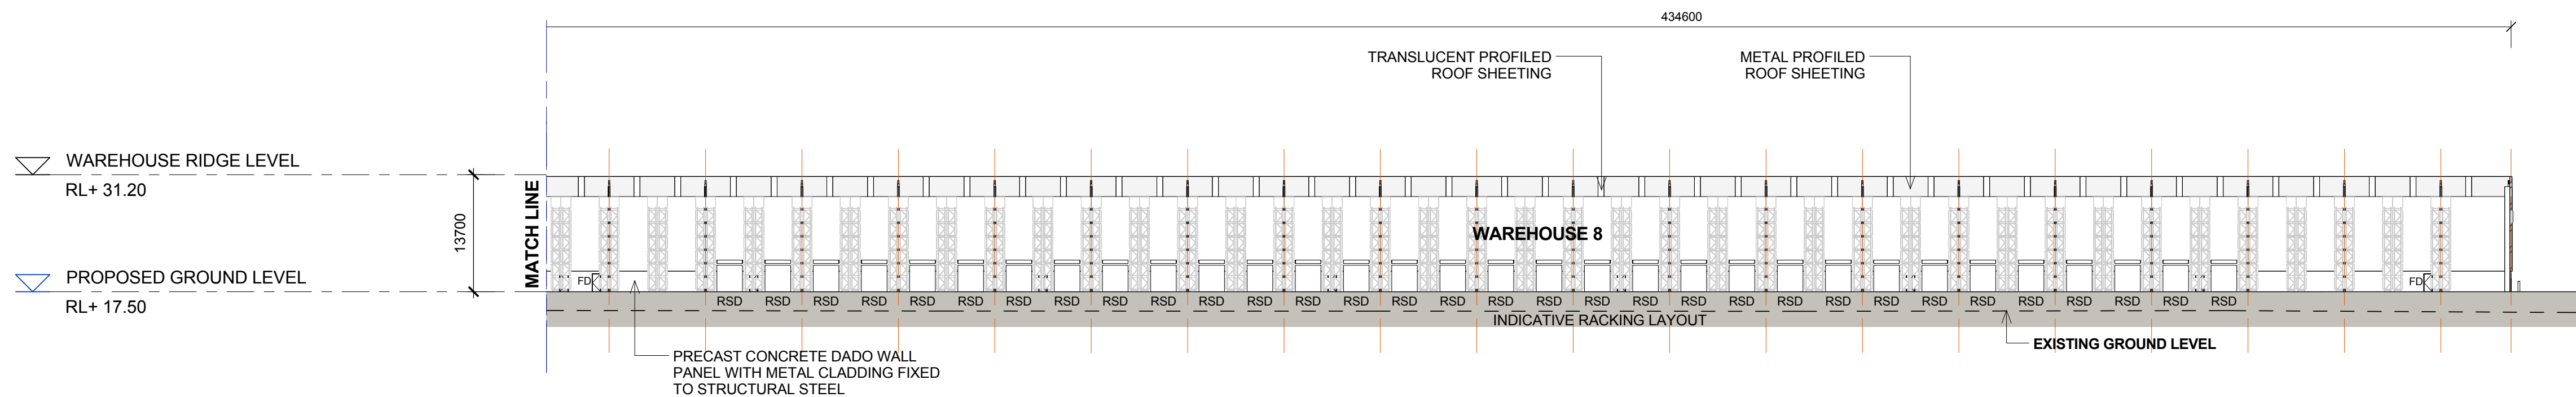 434600
TRANSLUCENT PROFILED
ROOF SHEETING
METAL PROFILED
ROOF SHEETING
WAREHOUSE RIDGE LEVEL
RL+ 31.20
13700
MATCH LINE
WAREHOUSE 8
PROPOSED GROUND LEVEL
RL+ 17.50
FD
FD
RSD RSD RSD RSD RSD RSD RSD RSD RSD RSD RSD RSD RSD RSD RSD RSD RSD RSD RSD RSD RSD RSD RSD RSD RSD RSD RSD RSD RSD RSD RSD RSD
INDICATIVE RACKING LAYOUT
EXISTING GROUND LEVEL
PRECAST CONCRETE DADO WALL
PANEL WITH METAL CLADDING FIXED
TO STRUCTURAL STEEL